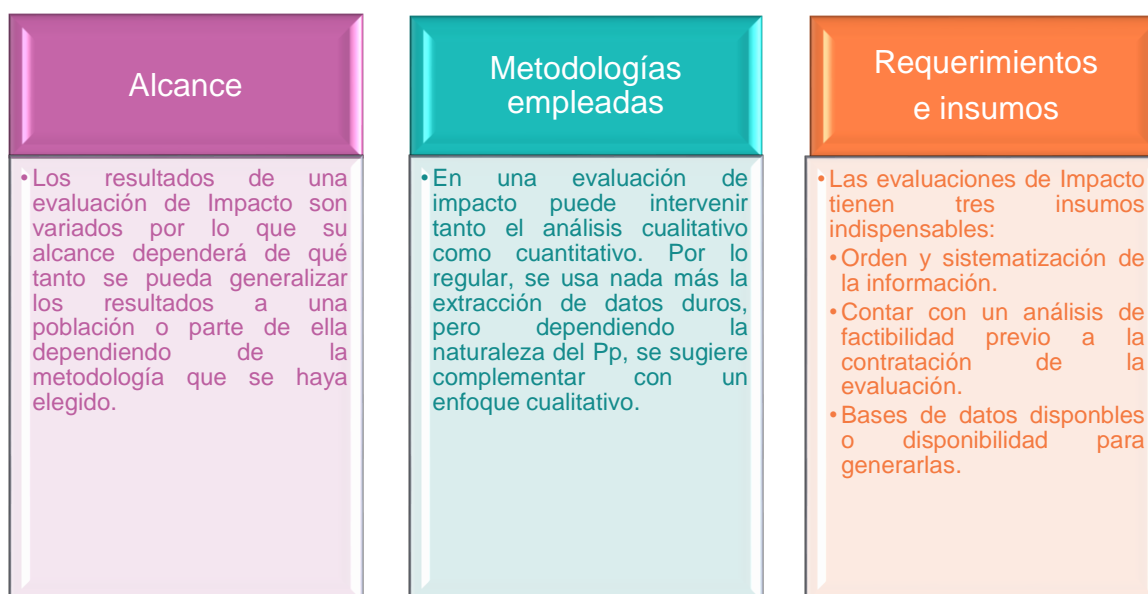 Alcance
• Los resultados de una
evaluación de Impacto son
variados por lo que su
alcance dependerá de qué
tanto se pueda generalizar
los resultados a una
población o parte de ella
dependiendo de la
metodología que se haya
elegido.
Metodologías
empleadas
• En una evaluación de
impacto puede intervenir
tanto el análisis cualitativo
como cuantitativo. Por lo
regular, se usa nada más la
extracción de datos duros,
pero dependiendo la
naturaleza del Pp, se sugiere
complementar con un
enfoque cualitativo.
Requerimientos
e insumos
• Las evaluaciones de Impacto
tienen tres insumos
indispensables:
• Orden y sistematización de
la información.
• Contar con un análisis de
factibilidad previo a la
contratación de la
evaluación.
• Bases de datos disponbles
o disponibilidad para
generarlas.